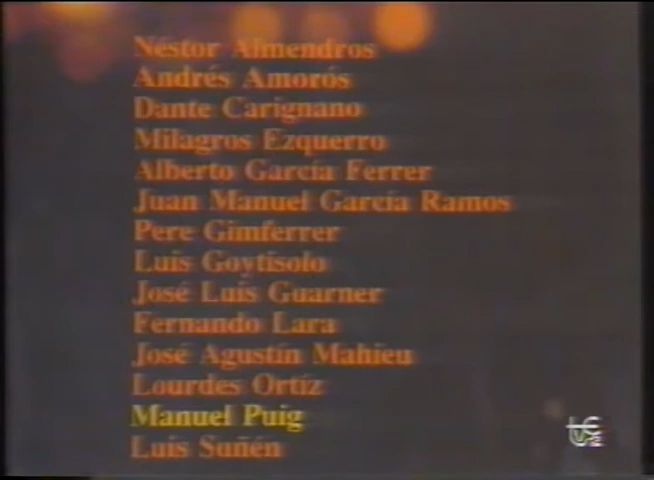 Néstor Almendros
Andrés Amorós
Dante Carignano
Milagros Ezquerro
Alberto García Ferrer
Juan Manuel García Ramos
Pere Gimferrer
Luis Goytisolo
José Luis Guarner
Fernando Lara
José Agustín Mahieu
Lourdes Ortíz
Manuel Puig
Luis Suñén